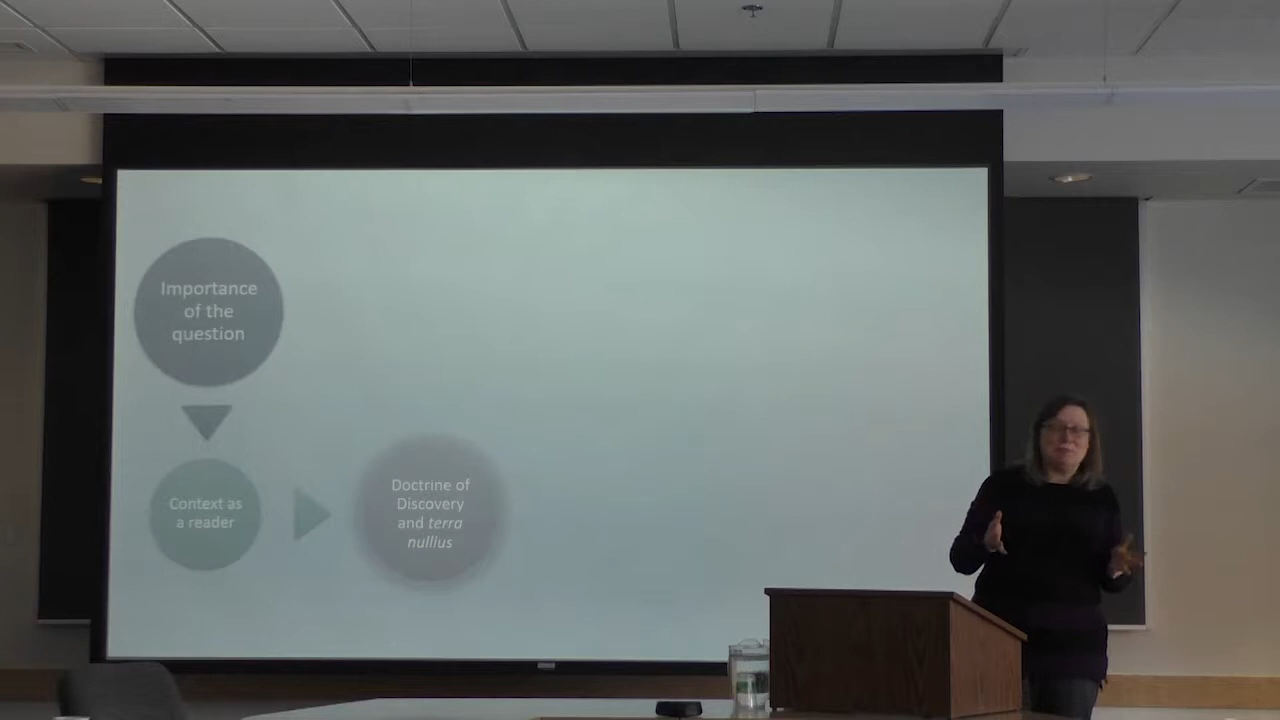 Importance
of the
question
Context as
a reader
Doctrine of
Discovery
and terra
nullius